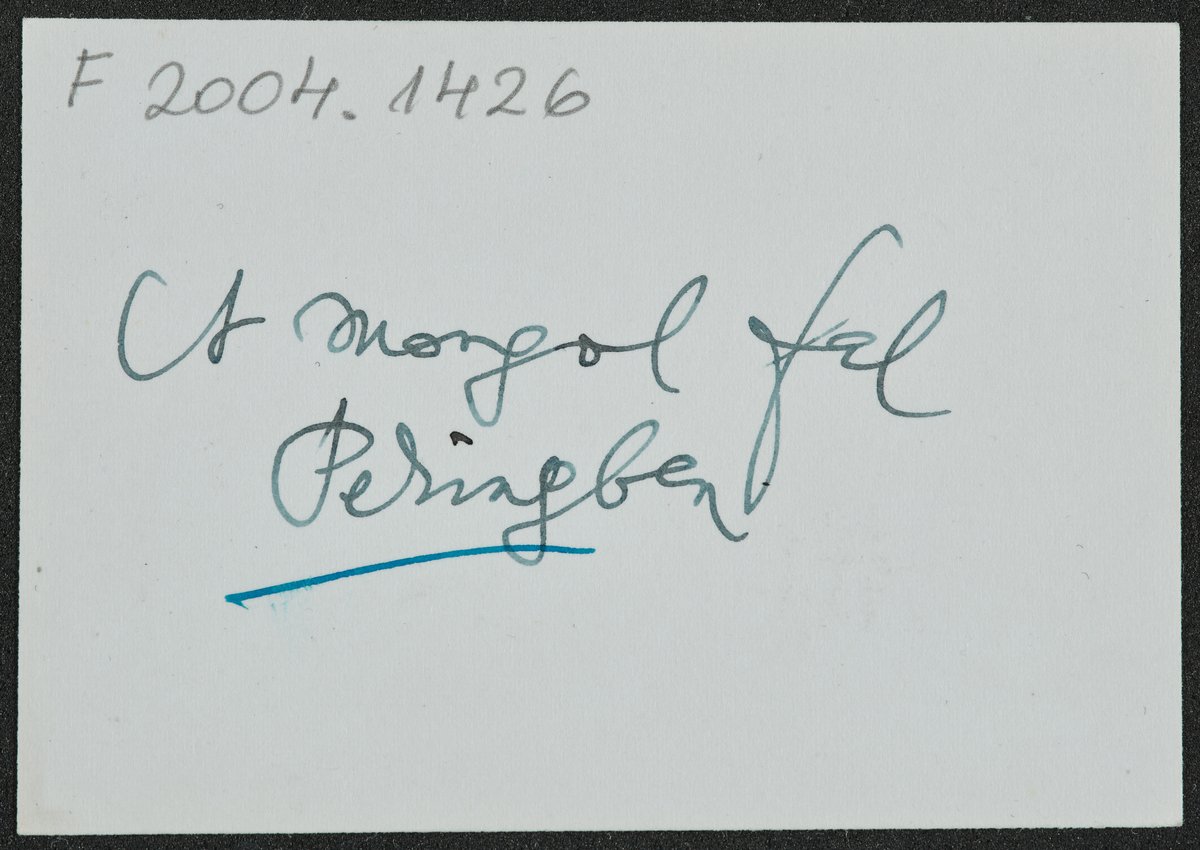 F 2004.1426
A mongol fal
Pekingben